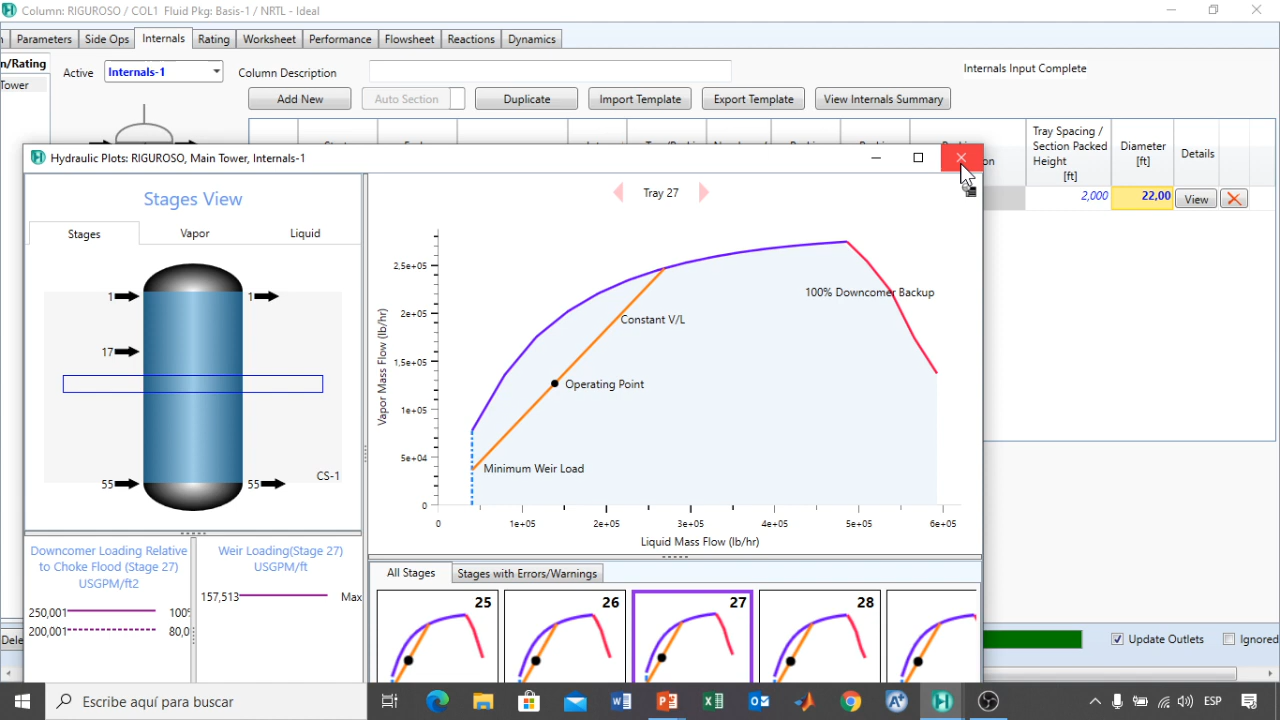 Column: RIGUROSO / COL1 Fluid Pkg: Basis-1 / NRTL - Ideal
Parameters Side Ops Internals Rating Worksheet Performance Flowsheet Reactions Dynamics
n/Rating
Tower
Active Internals-1 Column Description Internals Input Complete
Add New Auto Section Duplicate Import Template Export Template View Internals Summary
Tray Spacing /
Section Packed
Height
[ft]
Diameter
[ft]
Details
2,000 22,00 View
Hydraulic Plots: RIGUROSO, Main Tower, Internals-1
Stages View
Stages Vapor Liquid
1 1
17
55 55
CS-1
Tray 27
Vapor Mass Flow (lb/hr)
2,5e+05
2e+05
1,5e+05
1e+05
5e+04
0
100% Downcomer Backup
Constant V/L
Operating Point
Minimum Weir Load
0 1e+05 2e+05 3e+05 4e+05 5e+05 6e+05
Liquid Mass Flow (lb/hr)
Downcomer Loading Relative
to Choke Flood (Stage 27)
USGPM/ft2
250,001 100%
200,001 80,0
Weir Loading(Stage 27)
USGPM/ft
157,513 Max
All Stages Stages with Errors/Warnings
25 26 27 28
Dele
Update Outlets Ignored
Escribe aquí para buscar
ESP